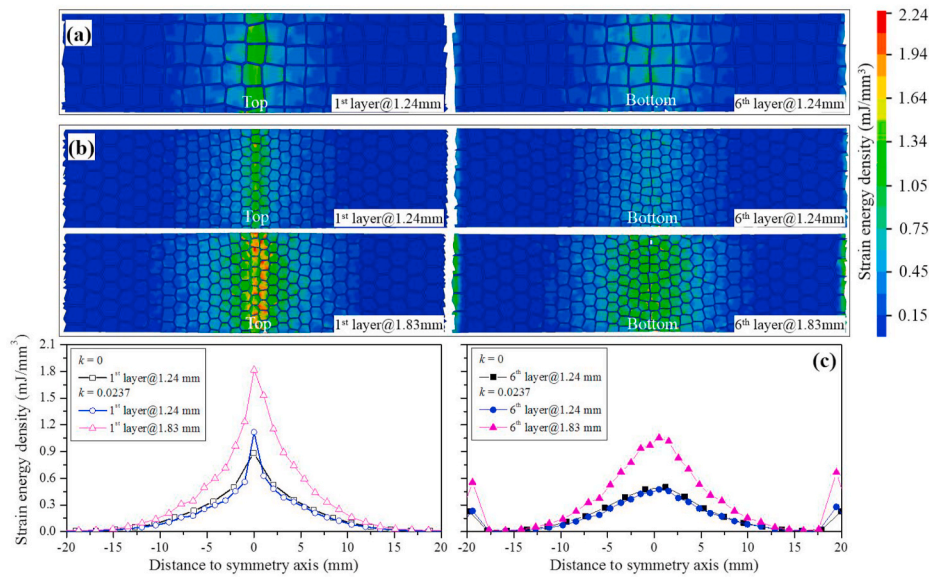 (a)
Top
1st layer@1.24mm
Bottom
6th layer@1.24mm
(b)
Top
1st layer@1.24mm
Bottom
6th layer@1.24mm
Top
1st layer@1.83mm
Bottom
6th layer@1.83mm
2.24
1.94
1.64
1.34
1.05
0.75
0.45
0.15
Strain energy density (mJ/mm³)
2.1
1.8
1.5
1.2
0.9
0.6
0.3
0.0
Strain energy density (mJ/mm³)
k = 0
1st layer@1.24 mm
k = 0.0237
1st layer@1.24 mm
1st layer@1.83 mm
-20 -15 -10 -5 0 5 10 15 20
Distance to symmetry axis (mm)
(c)
k = 0
6th layer@1.24 mm
k = 0.0237
6th layer@1.24 mm
6th layer@1.83 mm
-20 -15 -10 -5 0 5 10 15 20
Distance to symmetry axis (mm)